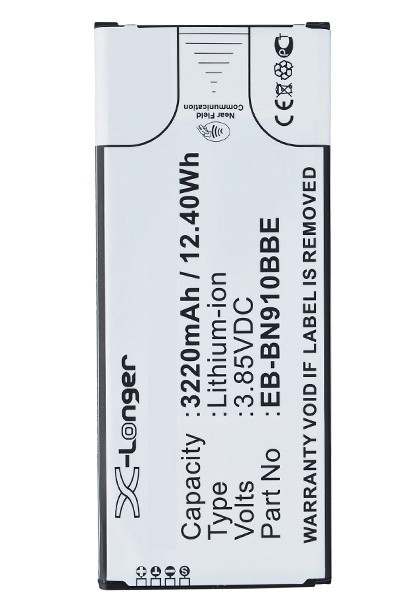 X-Longer
Capacity :3220mAh / 12.40Wh
Type :Lithium-ion
Volts :3.85VDC
Part No :EB-BN910BBE
WARRANTY VOID IF LABEL IS REMOVED
Near Field
Communication
CE PCT
+ + - S